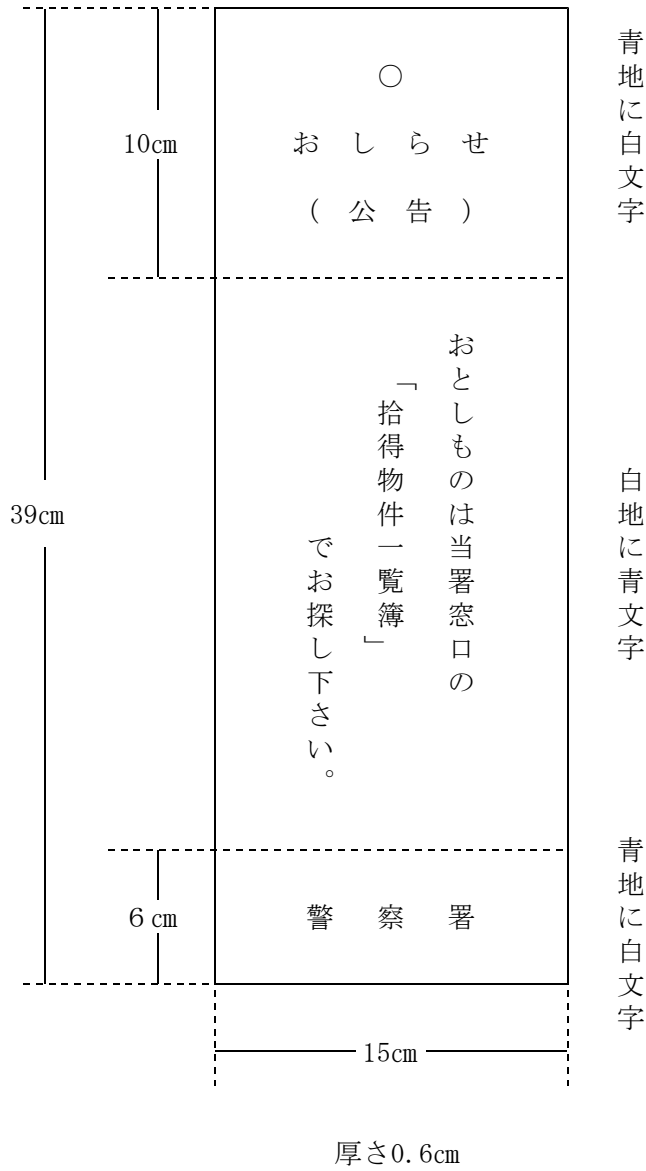 ○
おしらせ
（公告）
おとしものは当署窓口の
「拾得物件一覧簿」
でお探し下さい。
警察署
青地に白文字
白地に青文字
青地に白文字
10cm
39cm
6cm
15cm
厚さ0.6cm